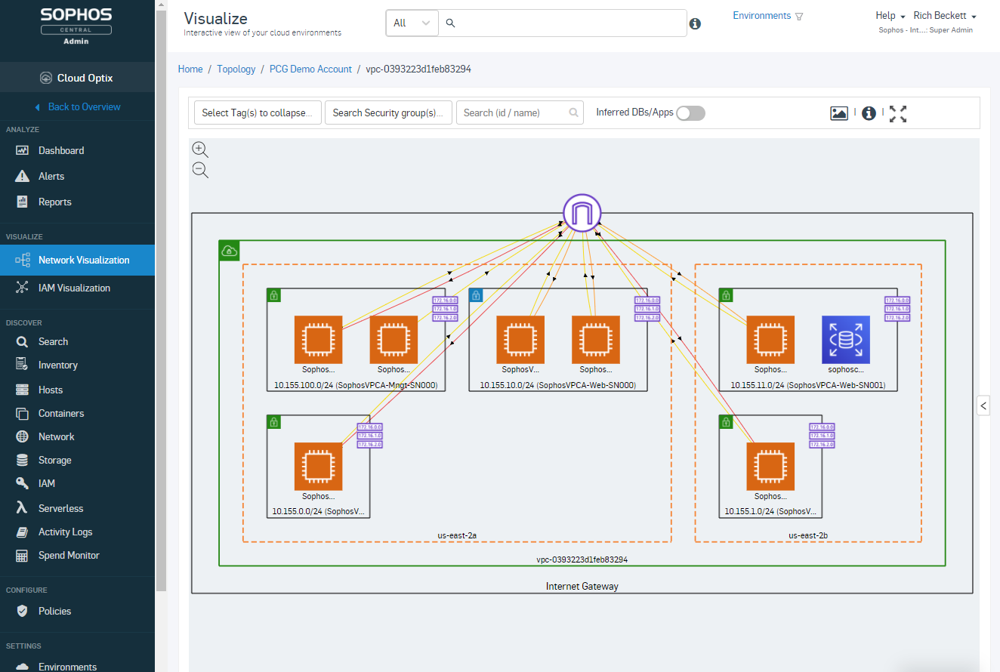 SOPHOS
CENTRAL
Admin
Cloud Optix
Back to Overview
ANALYZE
Dashboard
Alerts
Reports
VISUALIZE
Network Visualization
IAM Visualization
DISCOVER
Search
Inventory
Hosts
Containers
Network
Storage
IAM
Serverless
Activity Logs
Spend Monitor
CONFIGURE
Policies
SETTINGS
Environments
Visualize
Interactive view of your cloud environments
All
Environments
Help
Rich Beckett
Sophos - Int...: Super Admin
Home / Topology / PCG Demo Account / vpc-0393223d1feb83294
Select Tag(s) to collapse...
Search Security group(s)...
Search (id / name)
Inferred DBs/Apps
172.16.0.0
172.16.1.0
172.16.2.0
Sophos...
Sophos...
10.155.100.0/24 (SophosVPCA-Mngt-SN000)
172.16.0.0
172.16.1.0
172.16.2.0
SophosV...
Sophos...
10.155.10.0/24 (SophosVPCA-Web-SN000)
172.16.0.0
172.16.1.0
172.16.2.0
Sophos...
sophosc...
10.155.11.0/24 (SophosVPCA-Web-SN001)
172.16.0.0
172.16.1.0
172.16.2.0
Sophos...
10.155.0.0/24 (SophosV...
172.16.0.0
172.16.1.0
172.16.2.0
Sophos...
10.155.1.0/24 (SophosV...
us-east-2a
us-east-2b
vpc-0393223d1feb83294
Internet Gateway